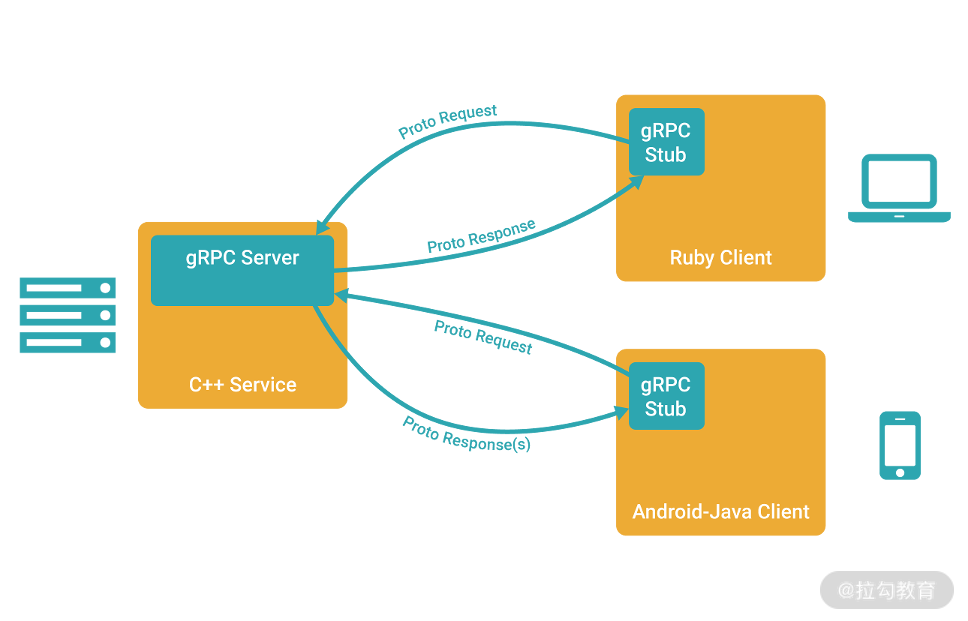 Proto Request
gRPC
Stub
Proto Response
Ruby Client
gRPC Server
C++ Service
Proto Request
gRPC
Stub
Proto Response(s)
Android-Java Client
@拉勾教育